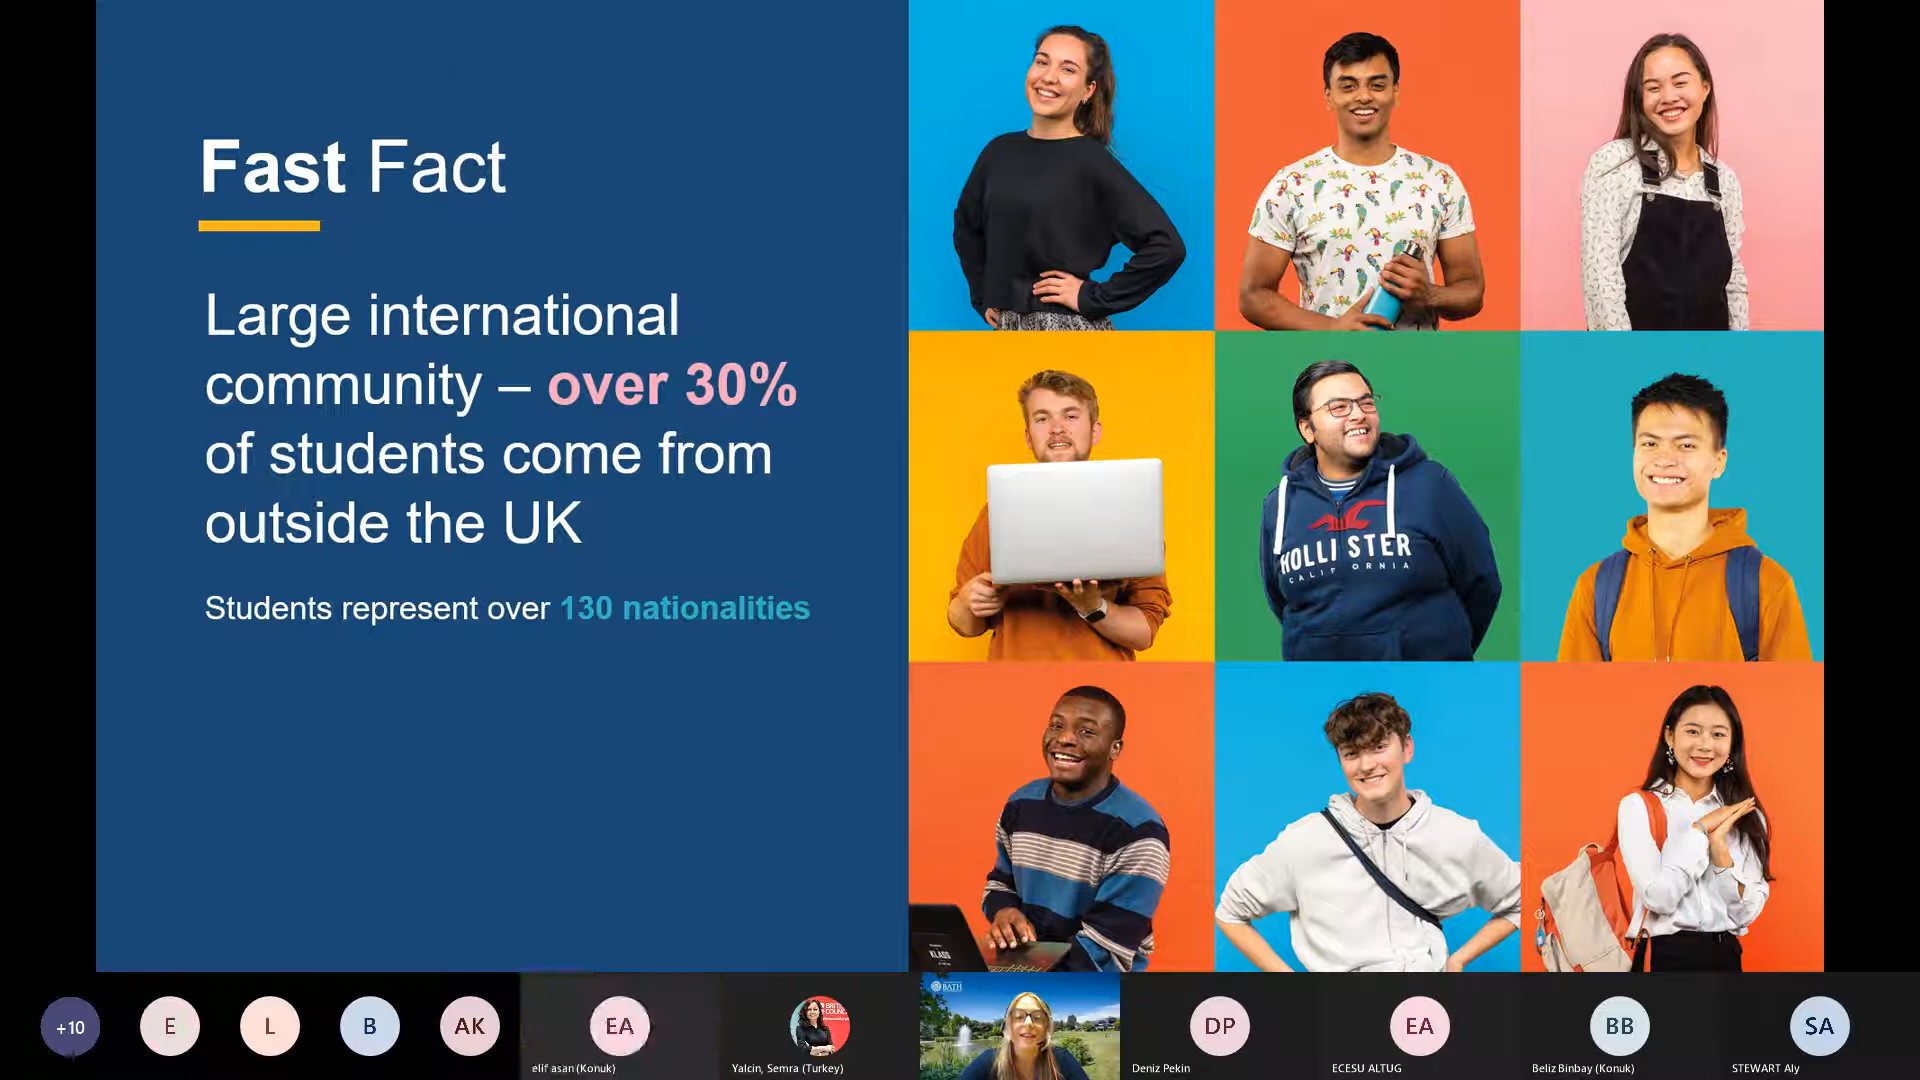 Fast Fact
Large international
community – over 30%
of students come from
outside the UK
Students represent over 130 nationalities
HOLLISTER
CALIFORNIA
KLASS
+10
E
L
B
AK
EA
elif asan (Konuk)
Yalcin, Semra (Turkey)
BATH
DP
Deniz Pekin
EA
ECESU ALTUG
BB
Beliz Binbay (Konuk)
SA
STEWART Aly